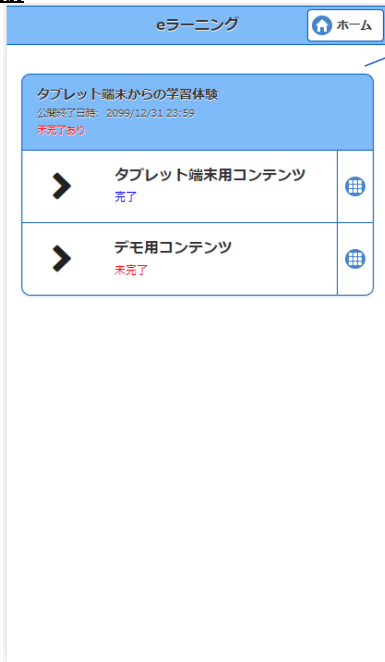 eラーニング
ホーム
タブレット端末からの学習体験
公開終了日時: 2099/12/31 23:59
未完了あり
タブレット端末用コンテンツ
完了
デモ用コンテンツ
未完了